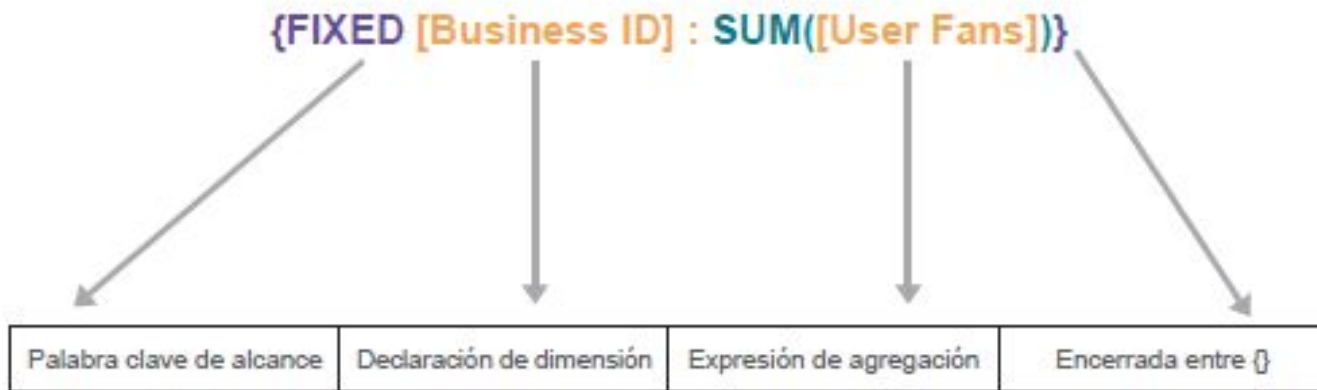 {FIXED [Business ID] : SUM([User Fans])}
Palabra clave de alcance
Declaración de dimensión
Expresión de agregación
Encerrada entre {}